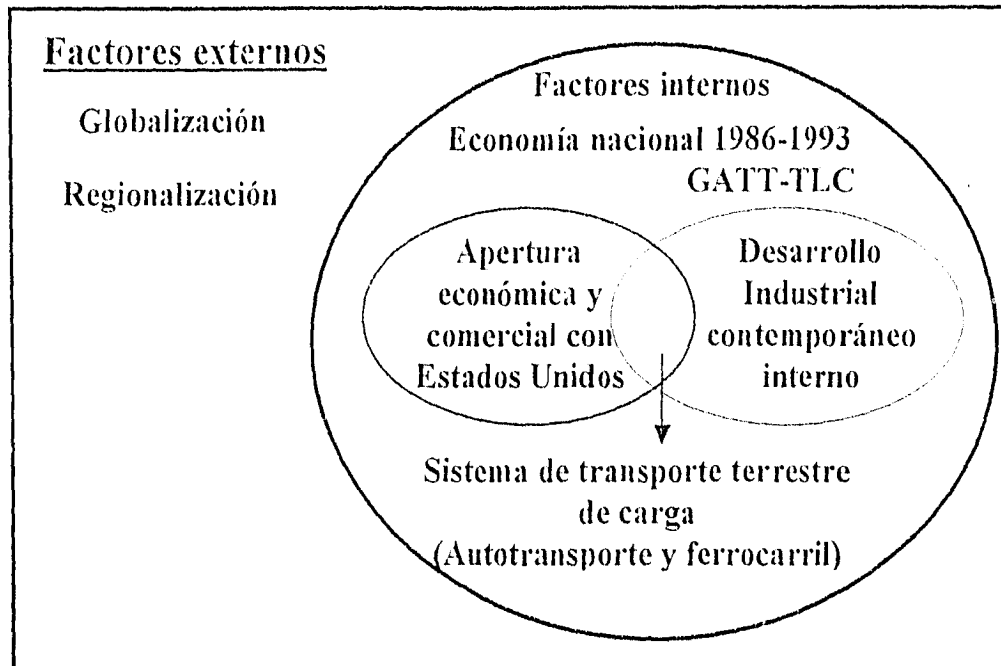 Factores externos
Globalización
Regionalización
Factores internos
Economía nacional 1986-1993
GATT-TLC
Apertura
económica y
comercial con
Estados Unidos
Desarrollo
Industrial
contemporáneo
interno
Sistema de transporte terrestre
de carga
(Autotransporte y ferrocarril)